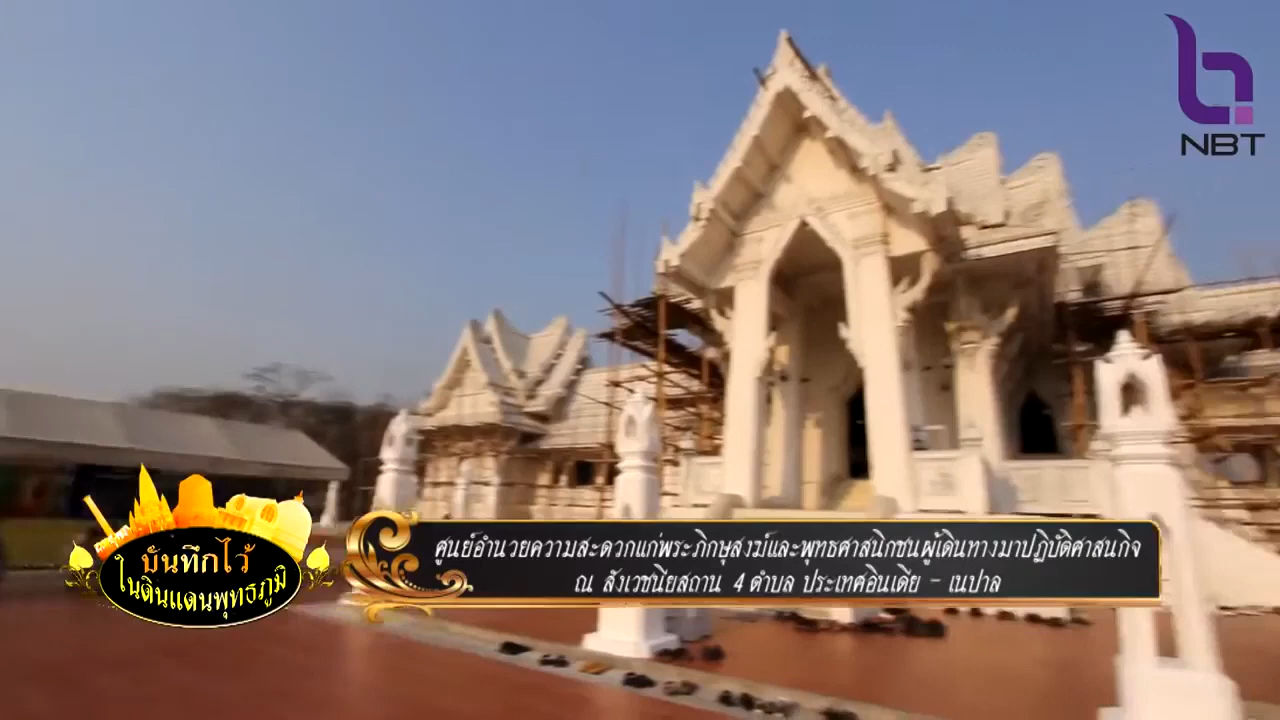 NBT
บันทึกไว้
ในดินแดนพุทธภูมิ
ศูนย์อำนวยความสะดวกแก่พระภิกษุสงฆ์และพุทธศาสนิกชนผู้เดินทางมาปฏิบัติศาสนกิจ
ณ สังเวชนียสถาน 4 ตำบล ประเทศอินเดีย - เนปาล